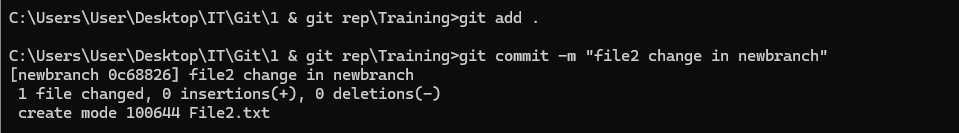 C:\Users\User\Desktop\IT\Git\1 & git rep\Training>git add .
C:\Users\User\Desktop\IT\Git\1 & git rep\Training>git commit -m "file2 change in newbranch"
[newbranch 0c68826] file2 change in newbranch
1 file changed, 0 insertions(+), 0 deletions(-)
create mode 100644 File2.txt